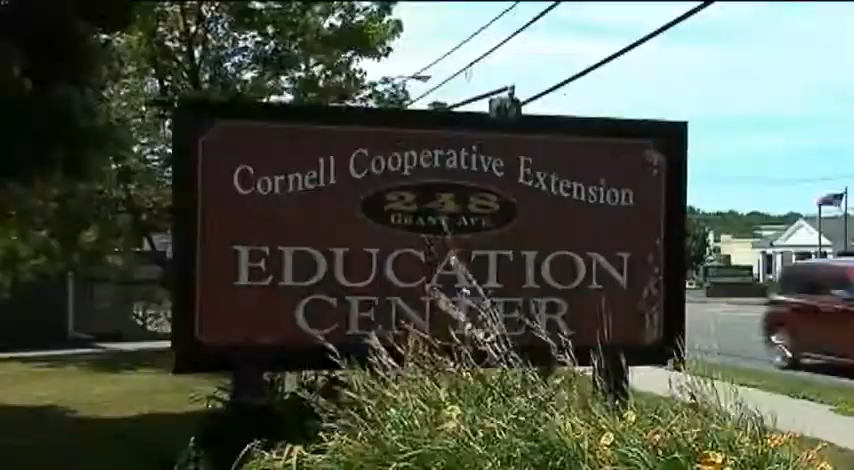 Cornell Cooperative Extension
248
GRANT AVE
EDUCATION
CENTER